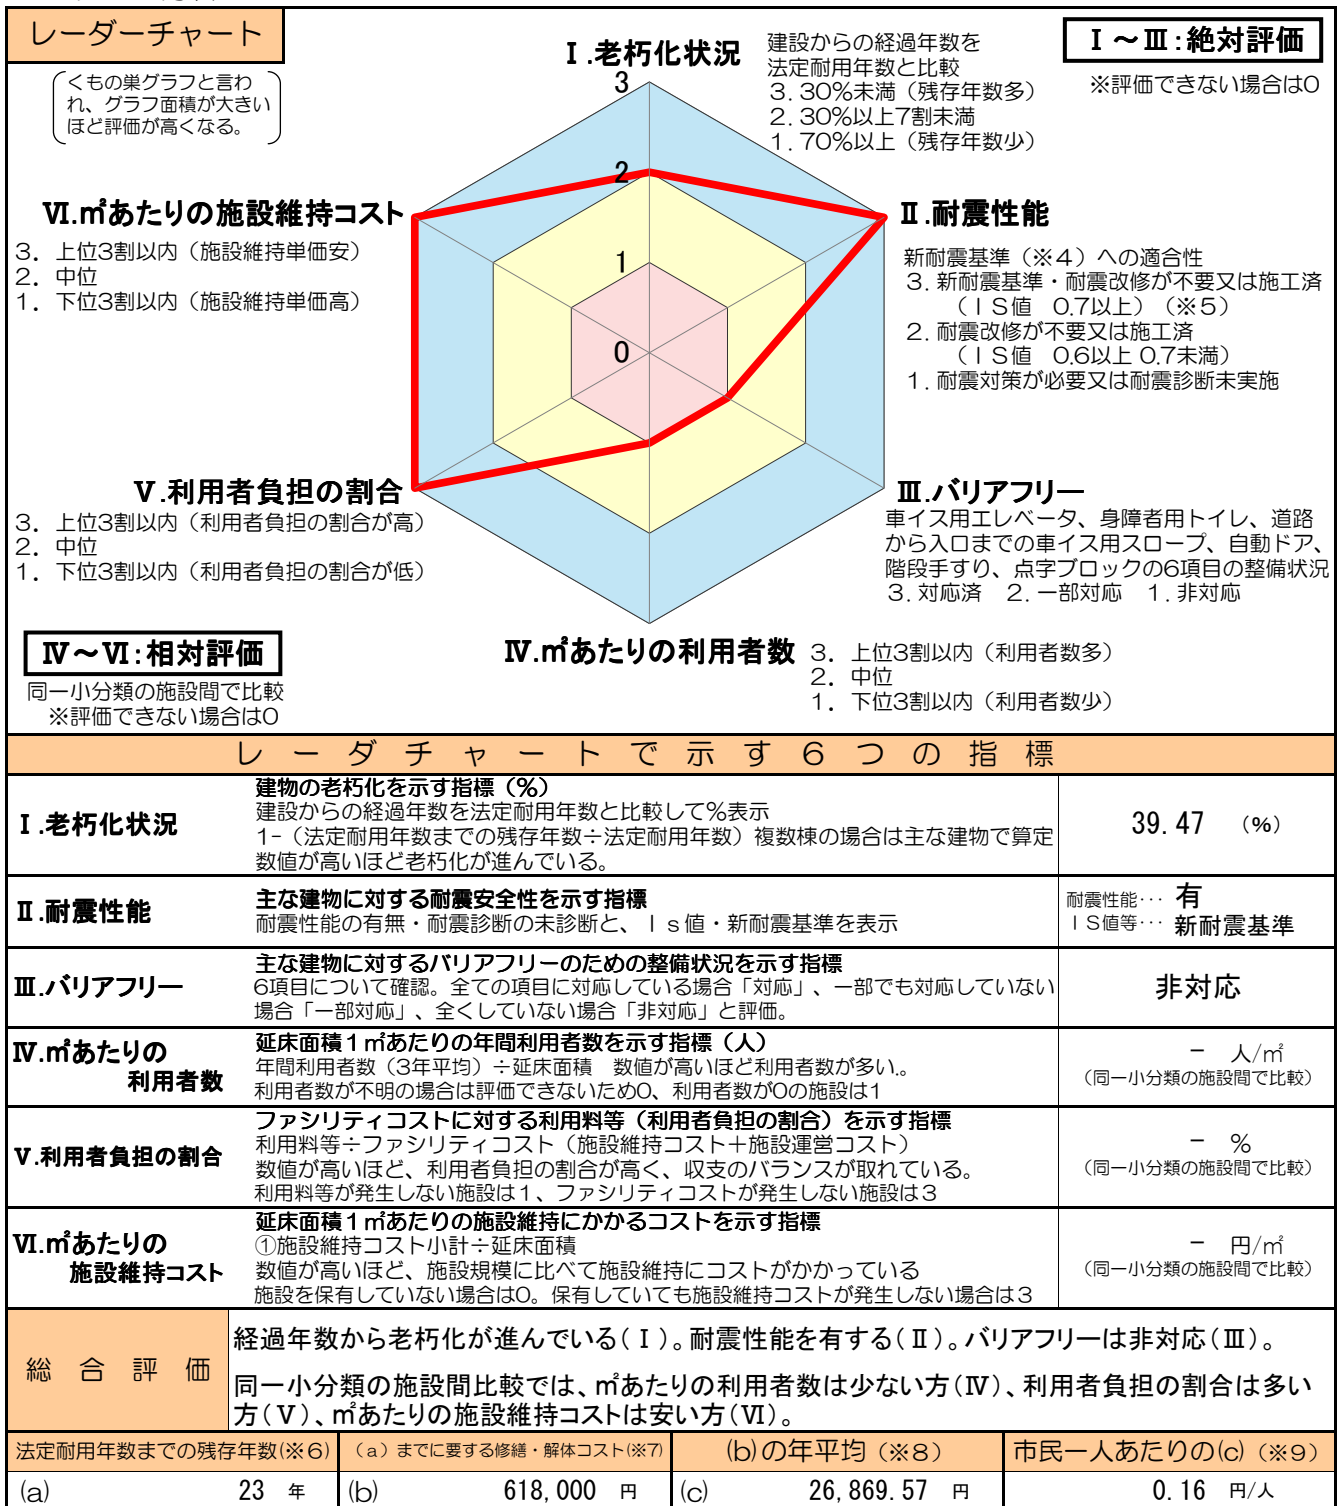 レーダーチャート
くもの巣グラフと言わ
れ、グラフ面積が大きい
ほど評価が高くなる。
Ⅰ.老朽化状況
建設からの経過年数を
法定耐用年数と比較
3. 30%未満（残存年数多）
2. 30%以上7割未満
1. 70%以上（残存年数少）
Ⅰ～Ⅲ:絶対評価
※評価できない場合は0
3
2
1
0
Ⅵ.㎡あたりの施設維持コスト
3. 上位3割以内（施設維持単価安）
2. 中位
1. 下位3割以内（施設維持単価高）
Ⅱ.耐震性能
新耐震基準（※４）への適合性
3. 新耐震基準・耐震改修が不要又は施工済
（ＩＳ値　0.7以上）（※５）
2. 耐震改修が不要又は施工済
（ＩＳ値　0.6以上 0.7未満）
1. 耐震対策が必要又は耐震診断未実施
Ⅴ.利用者負担の割合
3. 上位3割以内（利用者負担の割合が高）
2. 中位
1. 下位3割以内（利用者負担の割合が低）
Ⅲ.バリアフリー
車イス用エレベータ、身障者用トイレ、道路
から入口までの車イス用スロープ、自動ドア、
階段手すり、点字ブロックの6項目の整備状況
3. 対応済　2. 一部対応　1. 非対応
Ⅳ～Ⅵ:相対評価
同一小分類の施設間で比較
※評価できない場合は0
Ⅳ.㎡あたりの利用者数
3. 上位3割以内（利用者数多）
2. 中位
1. 下位3割以内（利用者数少）
レーダチャートで示す６つの指標
Ⅰ.老朽化状況
建物の老朽化を示す指標（%）
建設からの経過年数を法定耐用年数と比較して%表示
1-（法定耐用年数までの残存年数÷法定耐用年数）複数棟の場合は主な建物で算定
数値が高いほど老朽化が進んでいる。
39.47　（%）
Ⅱ.耐震性能
主な建物に対する耐震安全性を示す指標
耐震性能の有無・耐震診断の未診断と、Ｉｓ値・新耐震基準を表示
耐震性能… 有
ＩＳ値等… 新耐震基準
Ⅲ.バリアフリー
主な建物に対するバリアフリーのための整備状況を示す指標
6項目について確認。全ての項目に対応している場合「対応」、一部でも対応していない
場合「一部対応」、全くしていない場合「非対応」と評価。
非対応
Ⅳ.㎡あたりの
利用者数
延床面積１㎡あたりの年間利用者数を示す指標（人）
年間利用者数（3年平均）÷延床面積　数値が高いほど利用者数が多い。
利用者数が不明の場合は評価できないため0、利用者数が0の施設は1
－　人/㎡
（同一小分類の施設間で比較）
Ⅴ.利用者負担の割合
ファシリティコストに対する利用料等（利用者負担の割合）を示す指標
利用料等÷ファシリティコスト（施設維持コスト＋施設運営コスト）
数値が高いほど、利用者負担の割合が高く、収支のバランスが取れている。
利用料等が発生しない施設は１、ファシリティコストが発生しない施設は３
－　%
（同一小分類の施設間で比較）
Ⅵ.㎡あたりの
施設維持コスト
延床面積１㎡あたりの施設維持にかかるコストを示す指標
①施設維持コスト小計÷延床面積
数値が高いほど、施設規模に比べて施設維持にコストがかかっている
施設を保有していない場合は0。保有していても施設維持コストが発生しない場合は３
－　円/㎡
（同一小分類の施設間で比較）
総合評価
経過年数から老朽化が進んでいる(Ⅰ)。耐震性能を有する(Ⅱ)。バリアフリーは非対応(Ⅲ)。
同一小分類の施設間比較では、㎡あたりの利用者数は少ない方(Ⅳ)、利用者負担の割合は多い
方(Ⅴ)、㎡あたりの施設維持コストは安い方(Ⅵ)。
法定耐用年数までの残存年数(※6)　（a）までに要する修繕・解体コスト(※7)　(b)の年平均（※8）　市民一人あたりの(c)（※9）
(a)　23 年　(b)　618,000 円　(c)　26,869.57 円　0.16 円/人